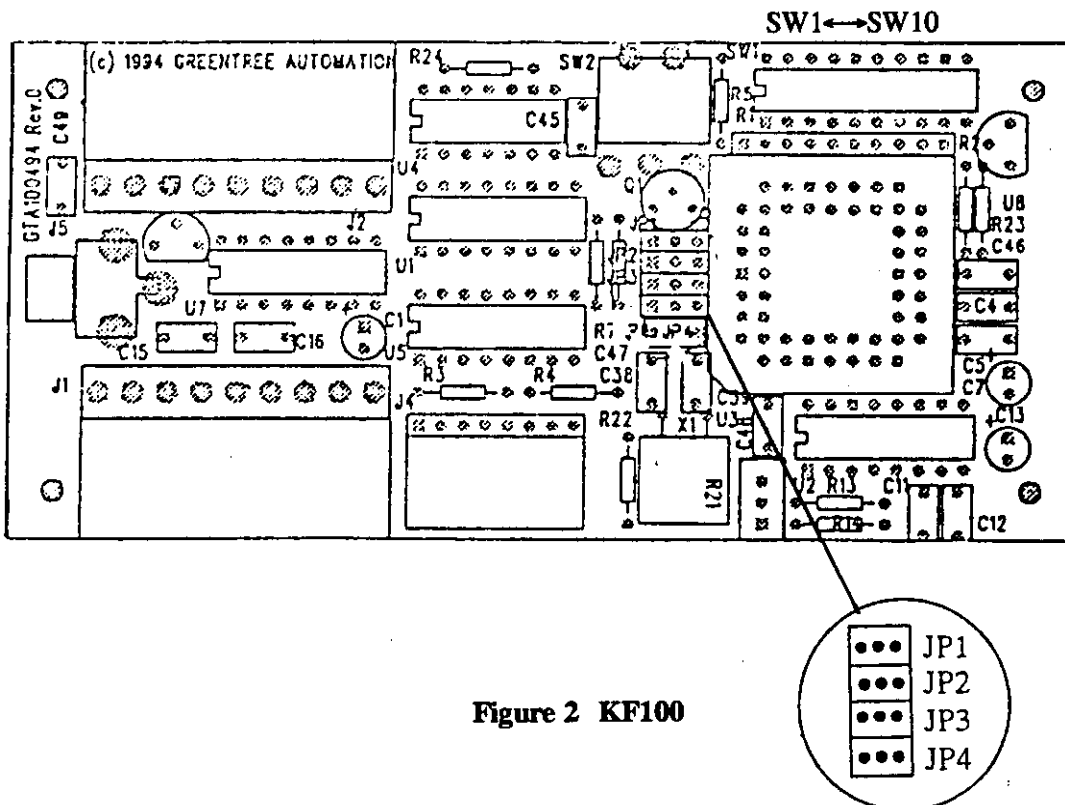 SW1⟷SW10
(c) 1994 GREENTREE AUTOMATION
R24
SW2
SW1
GTA100494 Rev.0
C49
C45
R5
R1
U4
Q
J5
J2
U8
R23
C46
U1
U7
C1
C4
C15
C16
U5
R7
JP4
C47
C5
C7
J1
R3
R4
C38
C39
J4
U3
X1
C13
R22
R21
R13
C11
R19
C12
JP1
JP2
JP3
JP4
Figure 2 KF100